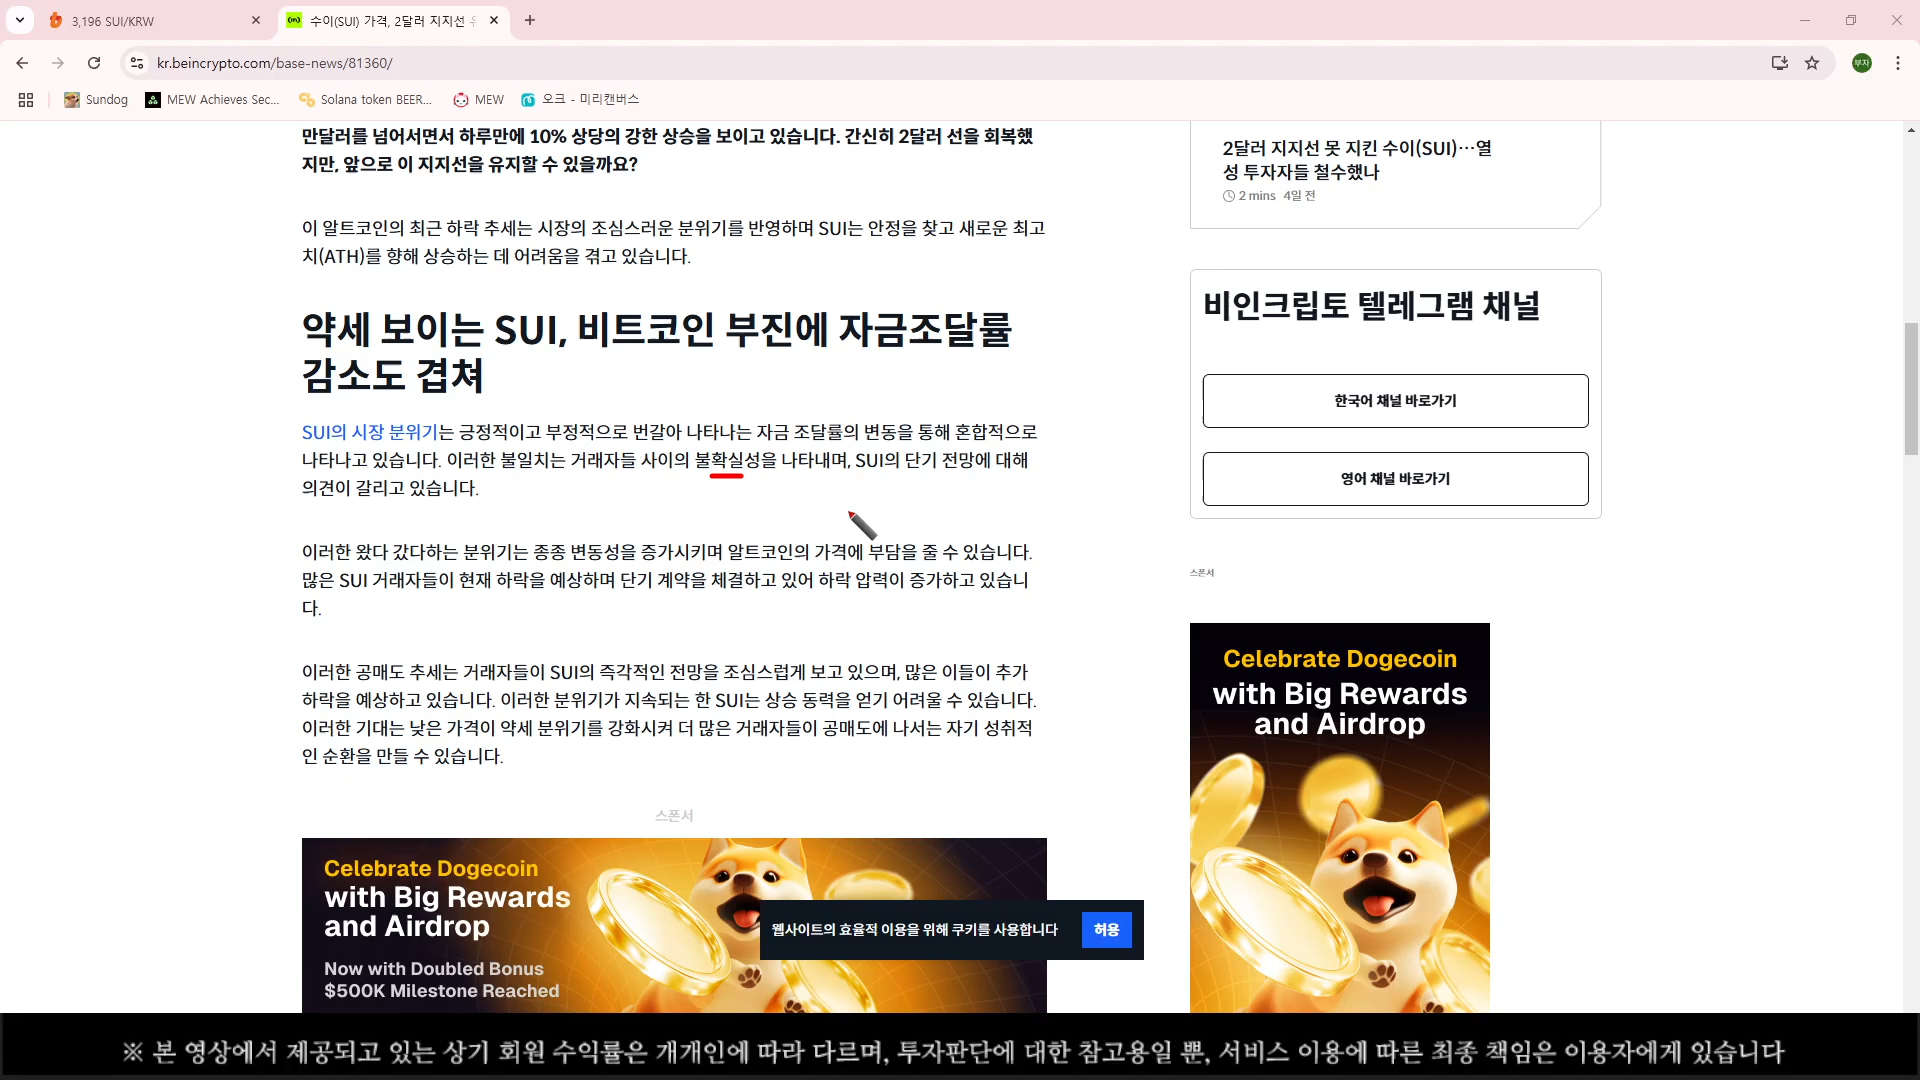 3,196 SUI/KRW
수이(SUI) 가격, 2달러 지지선
kr.beincrypto.com/base-news/81360/
부자
Sundog
MEW Achieves Sec...
Solana token BEER...
MEW
오크 - 미리캔버스
만달러를 넘어서면서 하루만에 10% 상당의 강한 상승을 보이고 있습니다. 간신히 2달러 선을 회복했
지만, 앞으로 이 지지선을 유지할 수 있을까요?
이 알트코인의 최근 하락 추세는 시장의 조심스러운 분위기를 반영하며 SUI는 안정을 찾고 새로운 최고
치(ATH)를 향해 상승하는 데 어려움을 겪고 있습니다.
약세 보이는 SUI, 비트코인 부진에 자금조달률
감소도 겹쳐
SUI의 시장 분위기는 긍정적이고 부정적으로 번갈아 나타나는 자금 조달률의 변동을 통해 혼합적으로
나타나고 있습니다. 이러한 불일치는 거래자들 사이의 불확실성을 나타내며, SUI의 단기 전망에 대해
의견이 갈리고 있습니다.
이러한 왔다 갔다하는 분위기는 종종 변동성을 증가시키며 알트코인의 가격에 부담을 줄 수 있습니다.
많은 SUI 거래자들이 현재 하락을 예상하며 단기 계약을 체결하고 있어 하락 압력이 증가하고 있습니
다.
이러한 공매도 추세는 거래자들이 SUI의 즉각적인 전망을 조심스럽게 보고 있으며, 많은 이들이 추가
하락을 예상하고 있습니다. 이러한 분위기가 지속되는 한 SUI는 상승 동력을 얻기 어려울 수 있습니다.
이러한 기대는 낮은 가격이 약세 분위기를 강화시켜 더 많은 거래자들이 공매도에 나서는 자기 성취적
인 순환을 만들 수 있습니다.
스폰서
Celebrate Dogecoin
with Big Rewards
and Airdrop
Now with Doubled Bonus
$500K Milestone Reached
웹사이트의 효율적 이용을 위해 쿠키를 사용합니다
허용
2달러 지지선 못 지킨 수이(SUI)…열
성 투자자들 철수했나
2 mins 4일 전
비인크립토 텔레그램 채널
한국어 채널 바로가기
영어 채널 바로가기
스폰서
Celebrate Dogecoin
with Big Rewards
and Airdrop
※ 본 영상에서 제공되고 있는 상기 회원 수익률은 개개인에 따라 다르며, 투자판단에 대한 참고용일 뿐, 서비스 이용에 따른 최종 책임은 이용자에게 있습니다